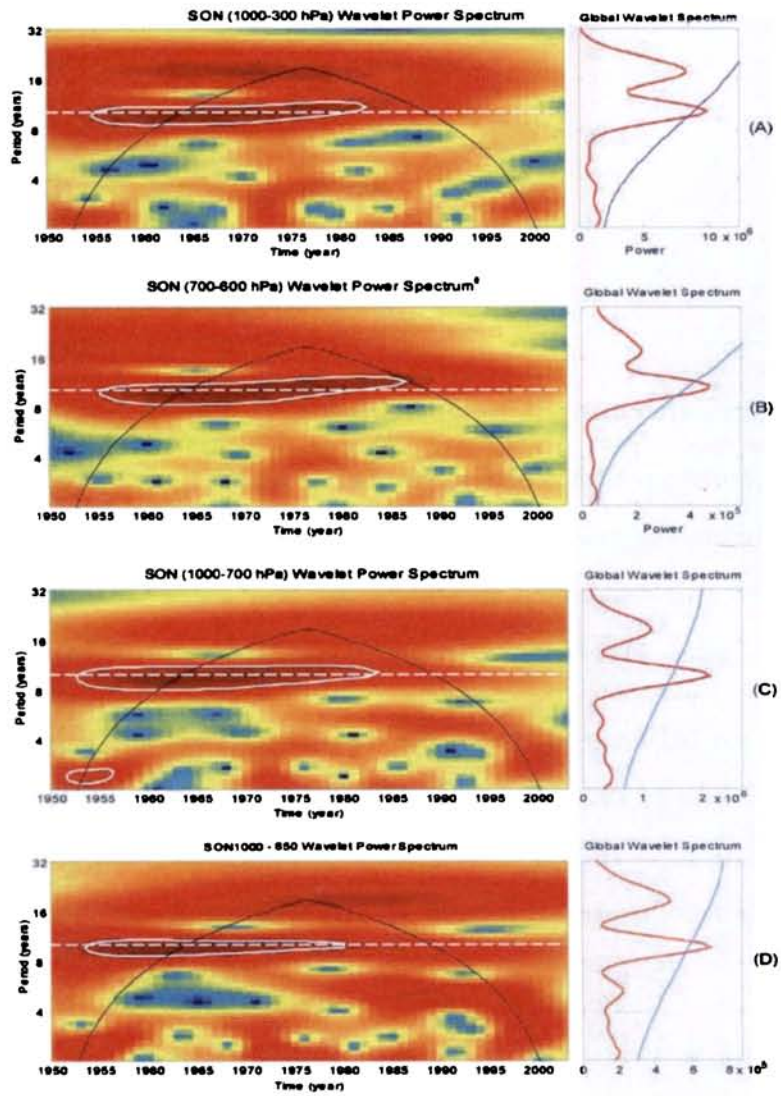 SON (1000-300 hPa) Wavelet Power Spectrum
Global Wavelet Spectrum
32
16
8
4
Period (years)
1950 1955 1960 1965 1970 1975 1980 1985 1990 1995 2000
Time (year)
0 5 10 x 10⁶
Power
(A)
SON (700-600 hPa) Wavelet Power Spectrum
Global Wavelet Spectrum
32
16
8
4
Period (years)
1950 1955 1960 1965 1970 1975 1980 1985 1990 1995 2000
Time (year)
0 2 4 x 10⁵
Power
(B)
SON (1000-700 hPa) Wavelet Power Spectrum
Global Wavelet Spectrum
32
16
8
4
Period (years)
1950 1955 1960 1965 1970 1975 1980 1985 1990 1995 2000
Time (year)
0 1 2 x 10⁶
(C)
SON1000 - 850 Wavelet Power Spectrum
Global Wavelet Spectrum
32
16
8
4
Period (years)
1950 1955 1960 1965 1970 1975 1980 1985 1990 1995 2000
Time (year)
0 2 4 6 8 x 10⁵
(D)